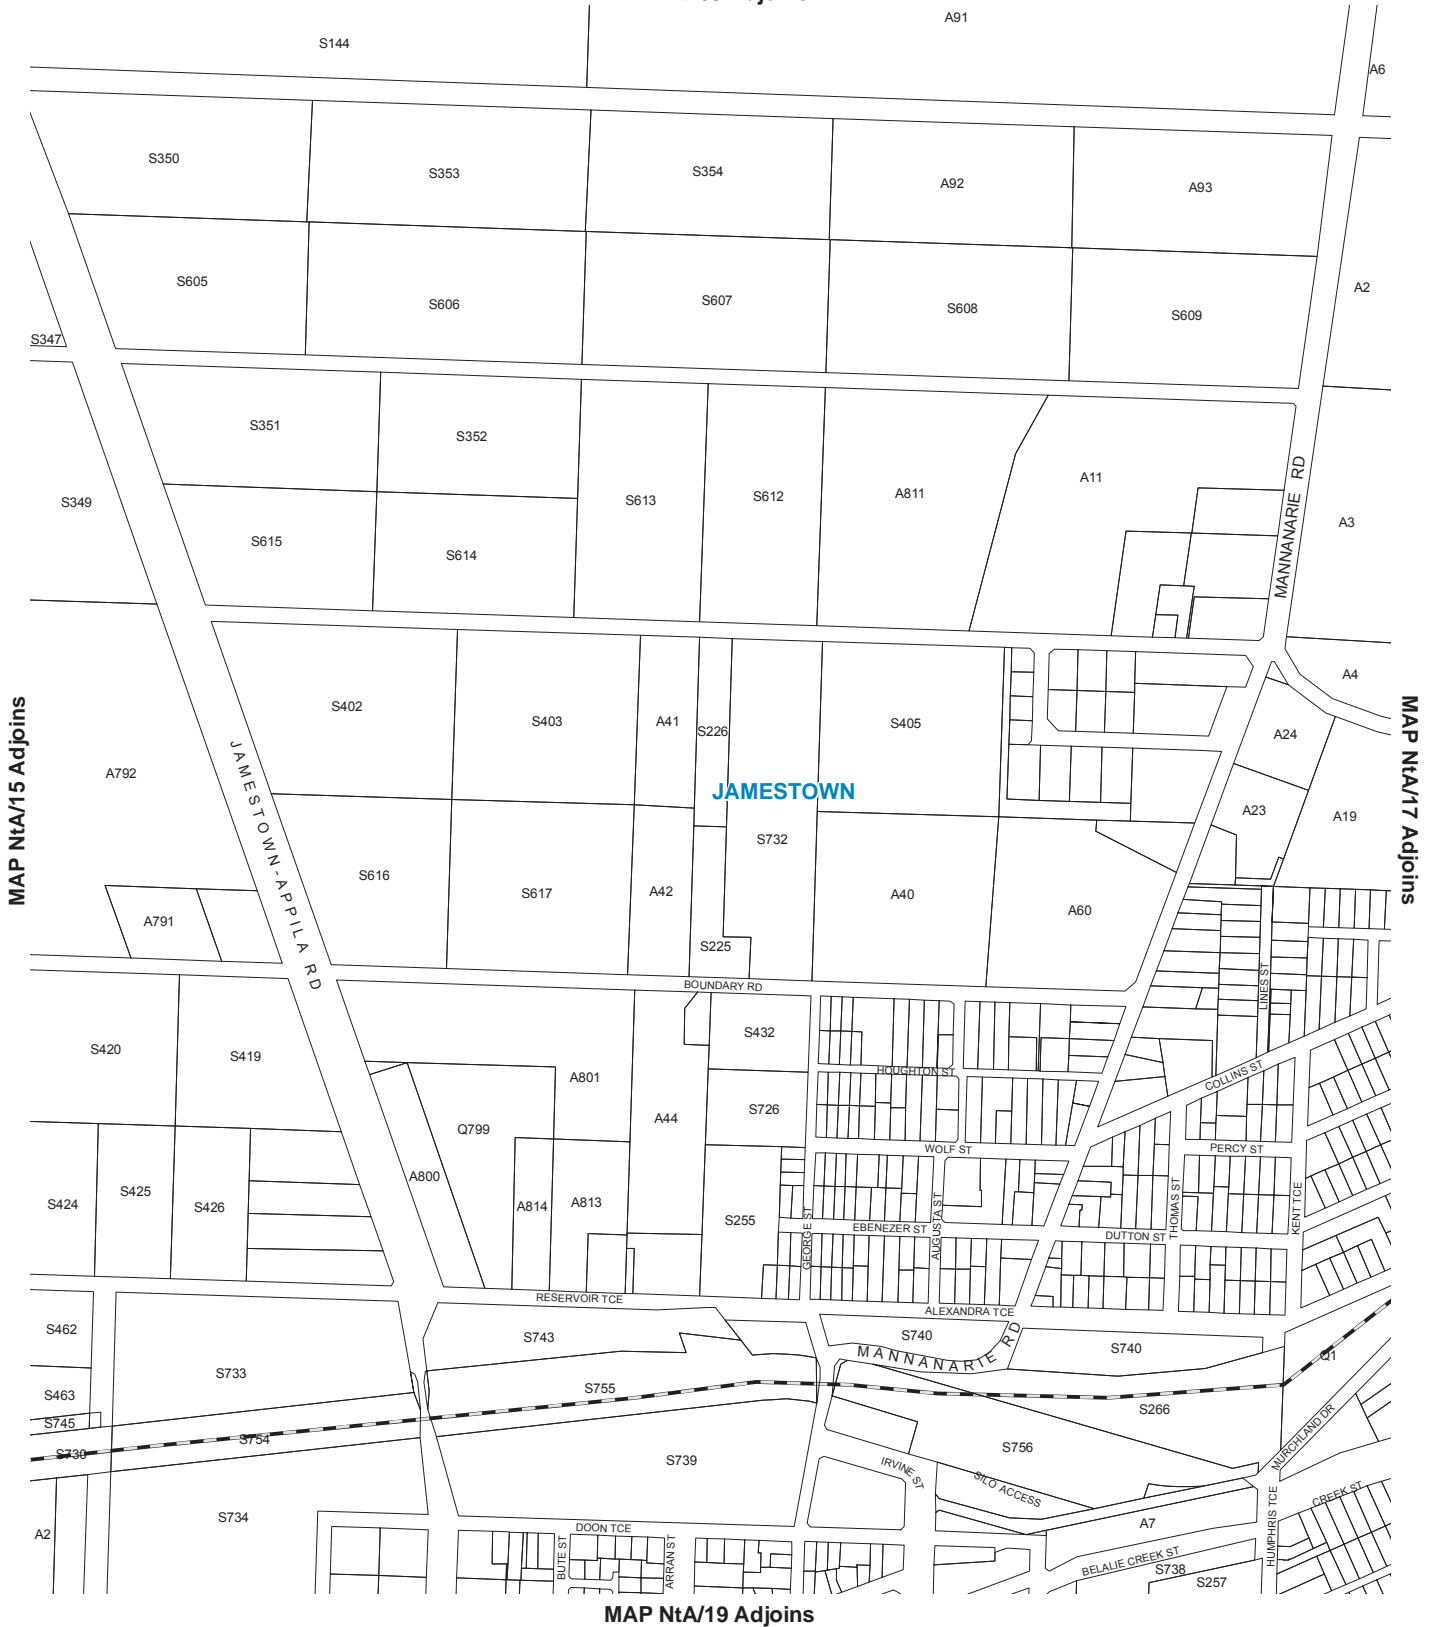 A91
S144
A6
S350
S353
S354
A92
A93
S605
S606
S607
S608
S609
A2
S347
S351
S352
S613
S612
A811
A11
MANNANARIE RD
S349
A3
S615
S614
A4
S402
S403
A41
S226
S405
A24
MAP NtA/15 Adjoins
MAP NtA/17 Adjoins
A792
JAMESTOWN-APPILA RD
JAMESTOWN
A23
A19
S732
S616
S617
A42
A40
A60
A791
S225
BOUNDARY RD
LINES ST
S420
S419
S432
A801
HOUGHTON ST
COLLINS ST
S726
Q799
A44
WOLF ST
PERCY ST
A800
S424
S425
S426
A814
A813
S255
GEORGE ST
EBENEZER ST
AUGUSTA ST
DUTTON ST
THOMAS ST
KENT TCE
RESERVOIR TCE
ALEXANDRA TCE
S462
S743
S740
MANNANARIE RD
S740
Q1
S733
S463
S755
S745
S266
S730
S754
S756
S739
IRVINE ST
SILO ACCESS
MURCHLAND DR
CREEK ST
A2
S734
DOON TCE
A7
HUMPHRIS TCE
BUTE ST
ARRAN ST
BELALIE CREEK ST
S738
S257
MAP NtA/19 Adjoins